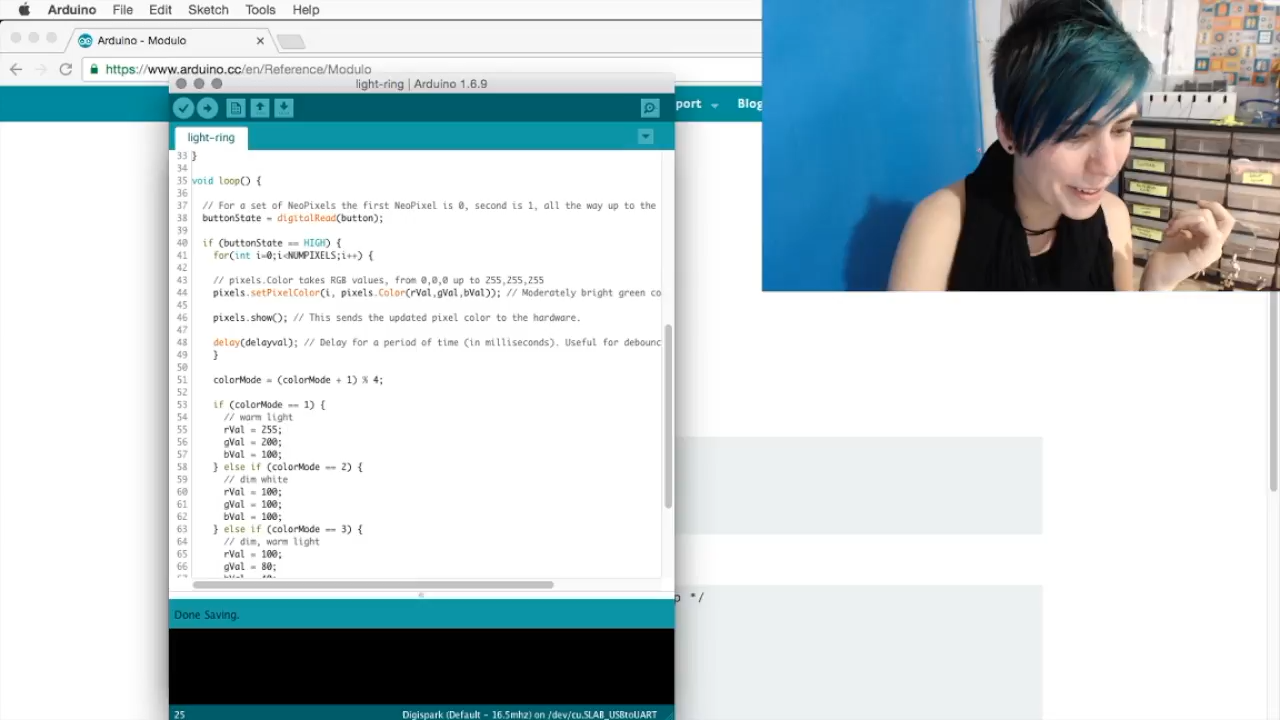 Arduino File Edit Sketch Tools Help
Arduino - Modulo
https://www.arduino.cc/en/Reference/Modulo
light-ring | Arduino 1.6.9
port Blog
light-ring
33 }
34
35 void loop() {
36
37 // For a set of NeoPixels the first NeoPixel is 0, second is 1, all the way up to the
38 buttonState = digitalRead(button);
39
40 if (buttonState == HIGH) {
41 for(int i=0;i<NUMPIXELS;i++) {
42
43 // pixels.Color takes RGB values, from 0,0,0 up to 255,255,255
44 pixels.setPixelColor(i, pixels.Color(rVal,gVal,bVal)); // Moderately bright green co
45
46 pixels.show(); // This sends the updated pixel color to the hardware.
47
48 delay(delayval); // Delay for a period of time (in milliseconds). Useful for debounc
49 }
50
51 colorMode = (colorMode + 1) % 4;
52
53 if (colorMode == 1) {
54 // warm light
55 rVal = 255;
56 gVal = 200;
57 bVal = 100;
58 } else if (colorMode == 2) {
59 // dim white
60 rVal = 100;
61 gVal = 100;
62 bVal = 100;
63 } else if (colorMode == 3) {
64 // dim, warm light
65 rVal = 100;
66 gVal = 80;
p */
Done Saving.
25 Digispark (Default - 16.5mhz) on /dev/cu.SLAB_USBtoUART